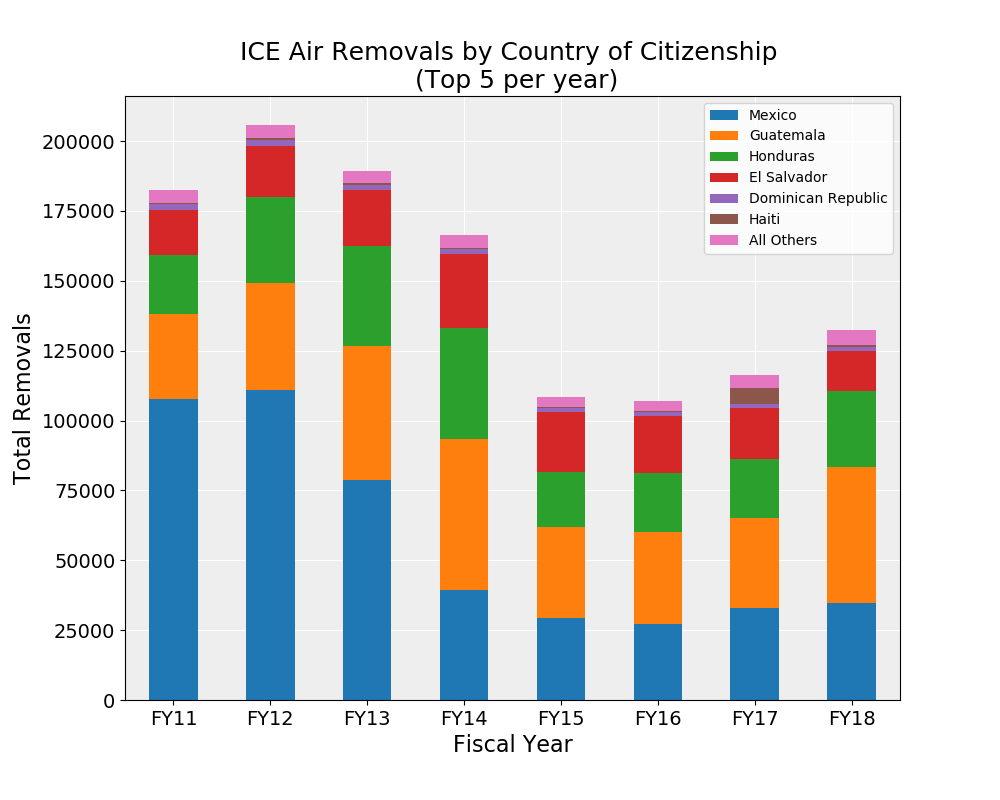 ICE Air Removals by Country of Citizenship
(Top 5 per year)
Mexico
Guatemala
Honduras
El Salvador
Dominican Republic
Haiti
All Others
Total Removals
200000
175000
150000
125000
100000
75000
50000
25000
0
FY11 FY12 FY13 FY14 FY15 FY16 FY17 FY18
Fiscal Year